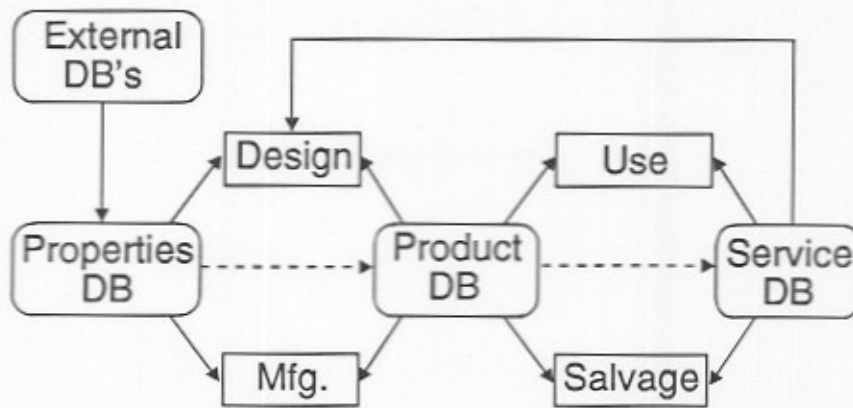 External
DB's
Design
Use
Properties
DB
Product
DB
Service
DB
Mfg.
Salvage